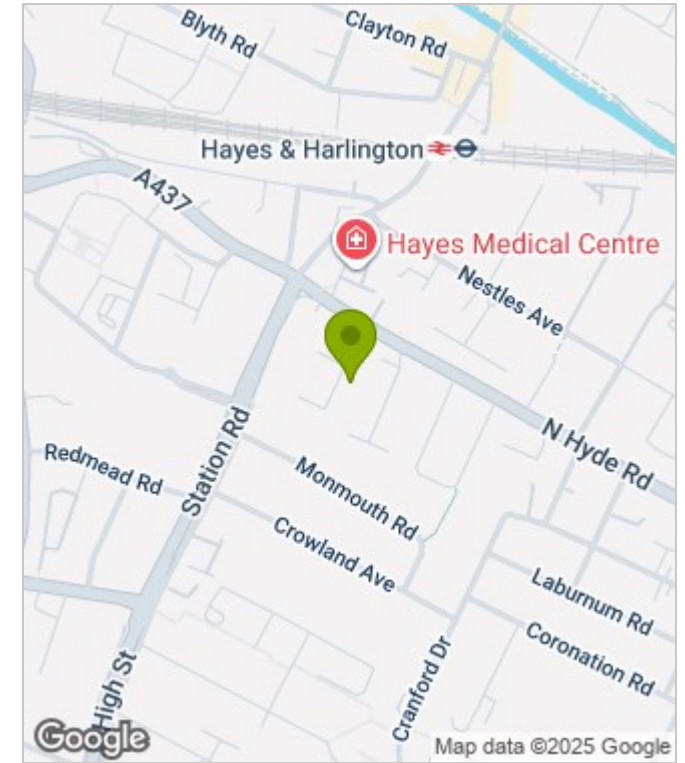 Blyth Rd
Clayton Rd
Hayes & Harlington
A437
Hayes Medical Centre
Nestles Ave
N Hyde Rd
Station Rd
Redmead Rd
Monmouth Rd
Crowland Ave
Laburnum Rd
Coronation Rd
Cranford Dr
High St
Google
Map data ©2025 Google